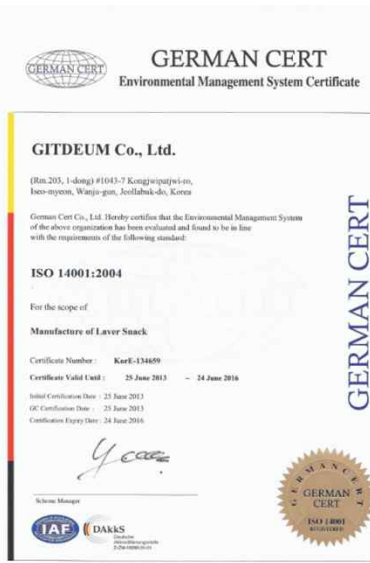 GERMAN CERT
GERMAN CERT
Environmental Management System Certificate
GITDEUM Co., Ltd.
(Rm.203, 1-dong) #1043-7 Kongjwipatjwi-ro,
Iseo-myeon, Wanju-gun, Jeollabuk-do, Korea
German Cert Co., Ltd. Hereby certifies that the Environmental Management System
of the above organization has been evaluated and found to be in line
with the requirements of the following standard:
ISO 14001:2004
For the scope of
Manufacture of Laver Snack
Certificate Number : KorE-134659
Certificate Valid Until : 25 June 2013 ~ 24 June 2016
Initial Certification Date : 25 June 2013
GC Certification Date : 25 June 2013
Certification Expiry Date : 24 June 2016
Scheme Manager
IAF
DAkkS
Deutsche
Akkreditierungsstelle
GERMAN CERT
GERMAN CERT
GERMAN
CERT
ISO 14001
REGISTERED